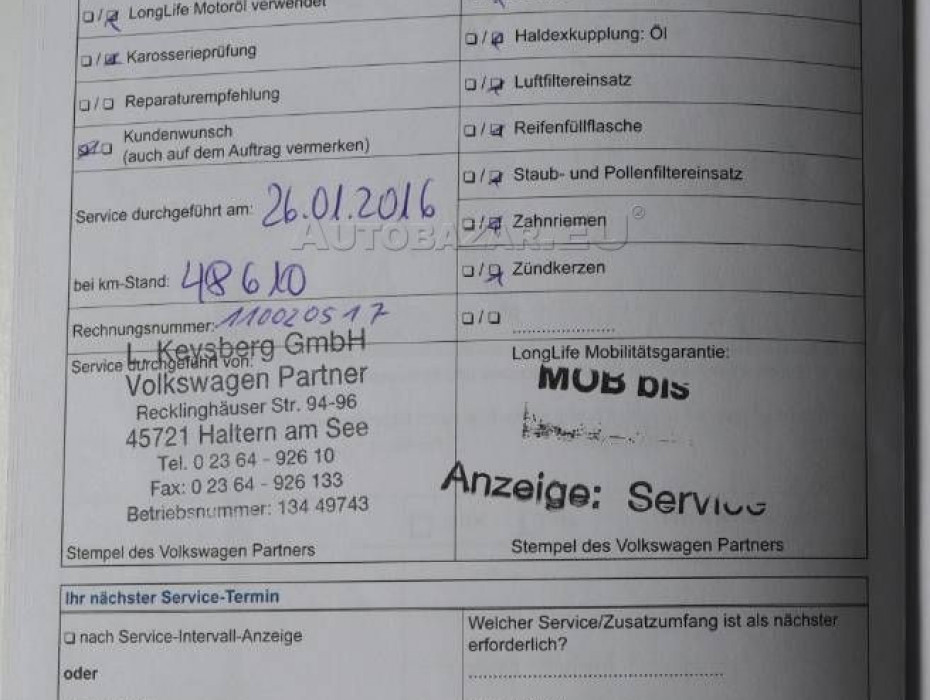 LongLife Motoröl verwendet
Karosserieprüfung
Reparaturempfehlung
Kundenwunsch
(auch auf dem Auftrag vermerken)
Service durchgeführt am: 26.01.2016
bei km-Stand: 48610
Rechnungsnummer: 110020517
Service durchgeführt von:
L. Keysberg GmbH
Volkswagen Partner
Recklinghäuser Str. 94-96
45721 Haltern am See
Tel. 0 23 64 - 926 10
Fax: 0 23 64 - 926 133
Betriebsnummer: 134 49743
Stempel des Volkswagen Partners
Haldexkupplung: Öl
Luftfiltereinsatz
Reifenfüllflasche
Staub- und Pollenfiltereinsatz
Zahnriemen
Zündkerzen
LongLife Mobilitätsgarantie:
MOB bis
Anzeige: Service
Stempel des Volkswagen Partners
AUTOBAZAR.EU
Ihr nächster Service-Termin
nach Service-Intervall-Anzeige
oder
Welcher Service/Zusatzumfang ist als nächster
erforderlich?